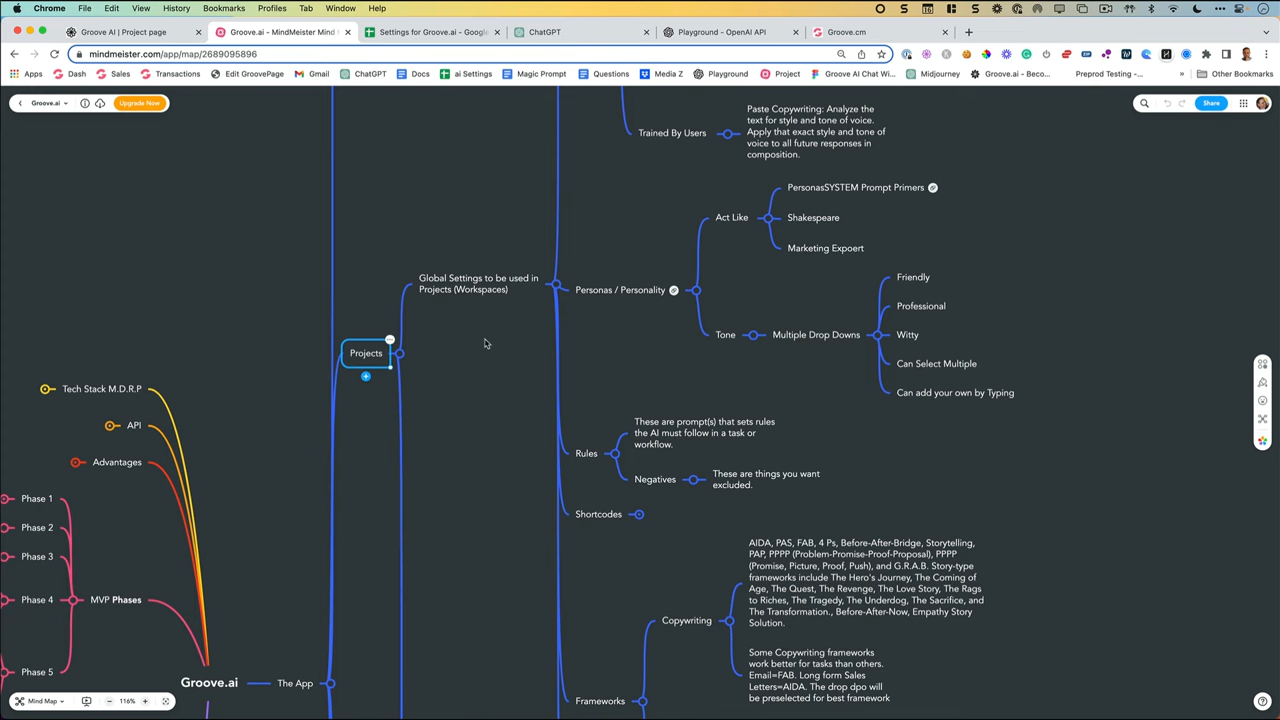 Chrome File Edit View History Bookmarks Profiles Tab Window Help
Groove AI | Project page
Groove.ai - MindMeister Mind
Settings for Groove.ai - Google
ChatGPT
Playground - OpenAI API
Groove.cm
mindmeister.com/app/map/2689095896
Apps Dash Sales Transactions Edit GroovePage Gmail ChatGPT Docs ai Settings Magic Prompt Questions Media Z Playground Project Groove AI Chat Wi... Midjourney Groove.ai - Beco... Preprod Testing -... » Other Bookmarks
Groove.ai
Upgrade Now
Share
Paste Copywriting: Analyze the
text for style and tone of voice.
Apply that exact style and tone of
voice to all future responses in
composition.
Trained By Users
PersonasSYSTEM Prompt Primers
Act Like
Shakespeare
Marketing Expoert
Global Settings to be used in
Projects (Workspaces)
Personas / Personality
Friendly
Professional
Tone
Multiple Drop Downs
Witty
Can Select Multiple
Can add your own by Typing
Projects
Tech Stack M.D.R.P
API
Advantages
Phase 1
Phase 2
Phase 3
Phase 4
MVP Phases
Phase 5
Groove.ai
The App
These are prompt(s) that sets rules
the AI must follow in a task or
workflow.
Rules
Negatives
These are things you want
excluded.
Shortcodes
AIDA, PAS, FAB, 4 Ps, Before-After-Bridge, Storytelling,
PAP, PPPP (Problem-Promise-Proof-Proposal), PPPP
(Promise, Picture, Proof, Push), and G.R.A.B. Story-type
frameworks include The Hero's Journey, The Coming of
Age, The Quest, The Revenge, The Love Story, The Rags
to Riches, The Tragedy, The Underdog, The Sacrifice, and
The Transformation., Before-After-Now, Empathy Story
Solution.
Copywriting
Some Copywriting frameworks
work better for tasks than others.
Email=FAB. Long form Sales
Letters=AIDA. The drop dpo will
be preselected for best framework
Frameworks
Mind Map
116%